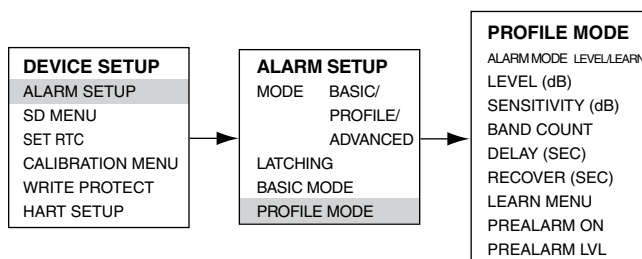 DEVICE SETUP
ALARM SETUP
SD MENU
SET RTC
CALIBRATION MENU
WRITE PROTECT
HART SETUP
ALARM SETUP
MODE BASIC/
PROFILE/
ADVANCED
LATCHING
BASIC MODE
PROFILE MODE
PROFILE MODE
ALARM MODE LEVEL/LEARN
LEVEL (dB)
SENSITIVITY (dB)
BAND COUNT
DELAY (SEC)
RECOVER (SEC)
LEARN MENU
PREALARM ON
PREALARM LVL